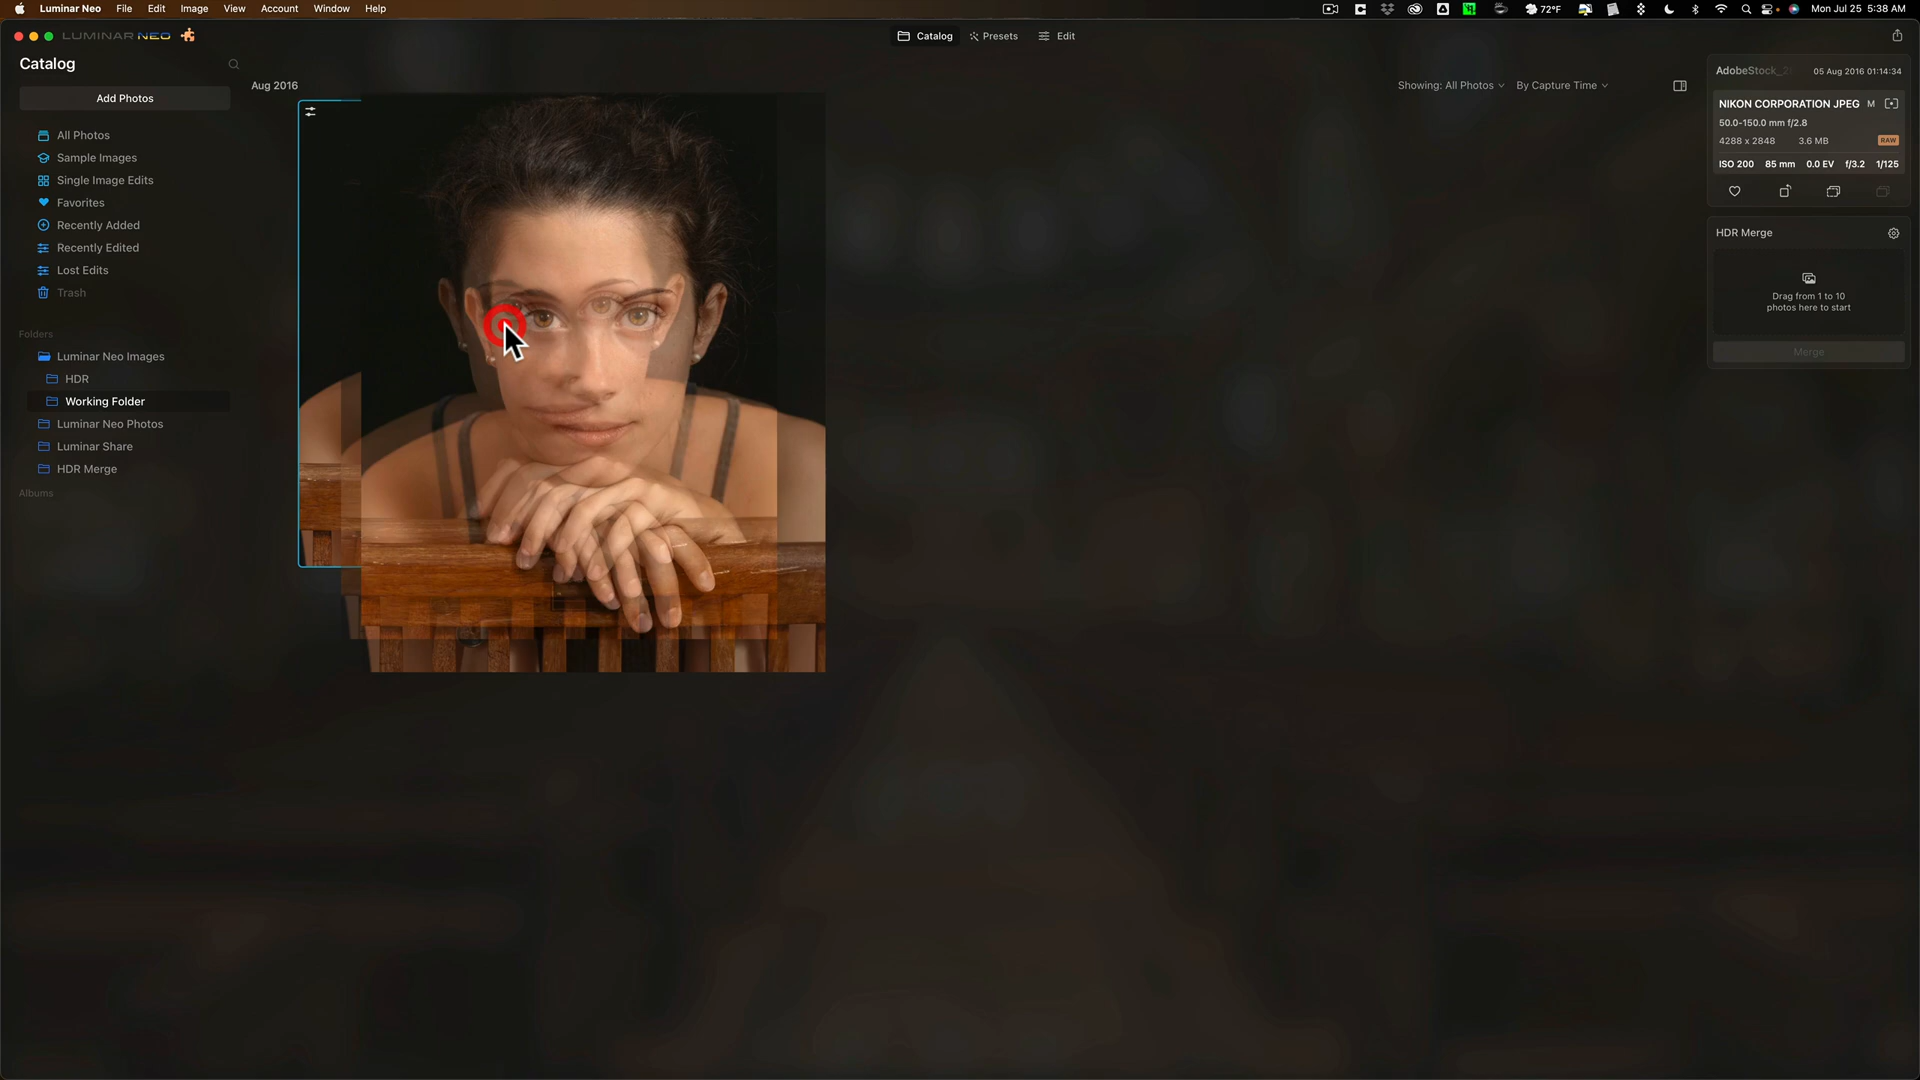 Luminar Neo File Edit Image View Account Window Help
72°F Mon Jul 25 5:38 AM
LUMINAR NEO
Catalog Presets Edit
Catalog
Add Photos
All Photos
Sample Images
Single Image Edits
Favorites
Recently Added
Recently Edited
Lost Edits
Trash
Folders
Luminar Neo Images
HDR
Working Folder
Luminar Neo Photos
Luminar Share
HDR Merge
Albums
Aug 2016
Showing: All Photos By Capture Time
AdobeStock_2 05 Aug 2016 01:14:34
NIKON CORPORATION JPEG M
50.0-150.0 mm f/2.8
4288 x 2848 3.6 MB RAW
ISO 200 85 mm 0.0 EV f/3.2 1/125
HDR Merge
Drag from 1 to 10
photos here to start
Merge